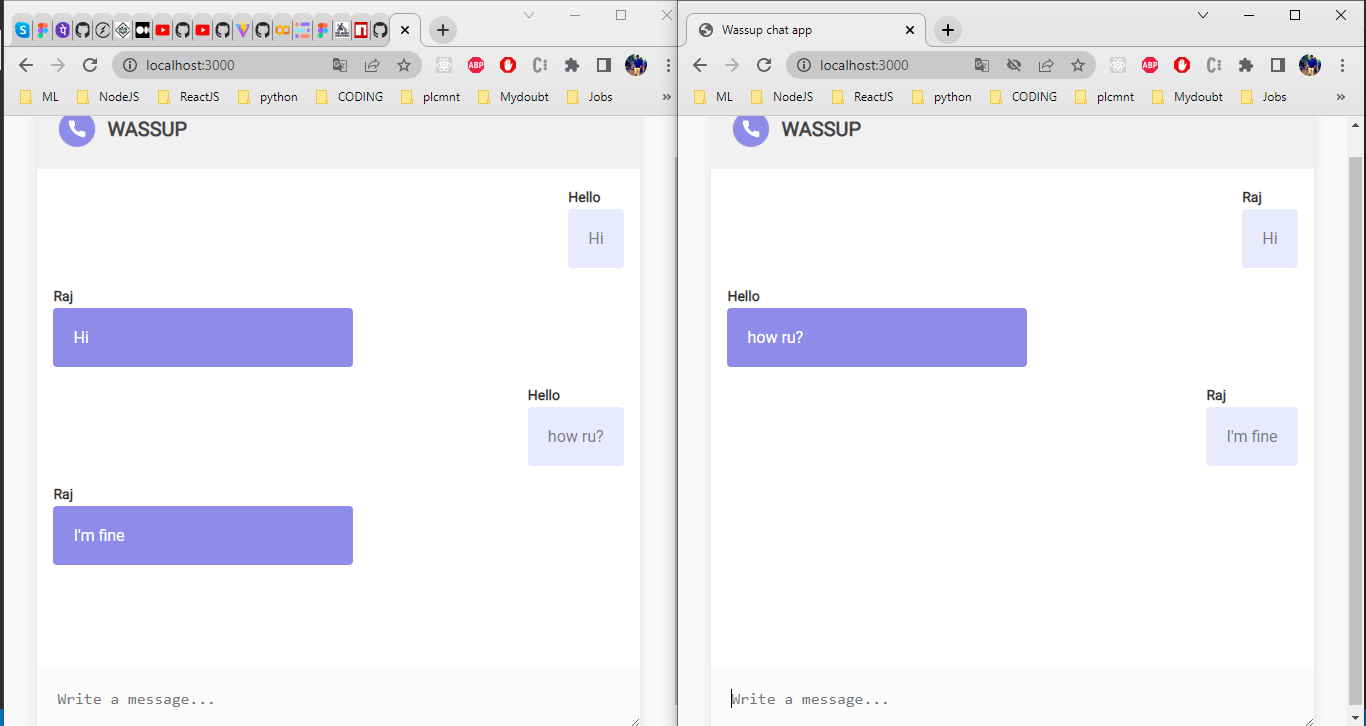 localhost:3000
ML NodeJS ReactJS python CODING plcmnt Mydoubt Jobs »
WASSUP
Hello
Hi
Raj
Hi
Hello
how ru?
Raj
I'm fine
Write a message...
Wassup chat app
localhost:3000
ML NodeJS ReactJS python CODING plcmnt Mydoubt Jobs »
WASSUP
Raj
Hi
Hello
how ru?
Raj
I'm fine
Write a message...